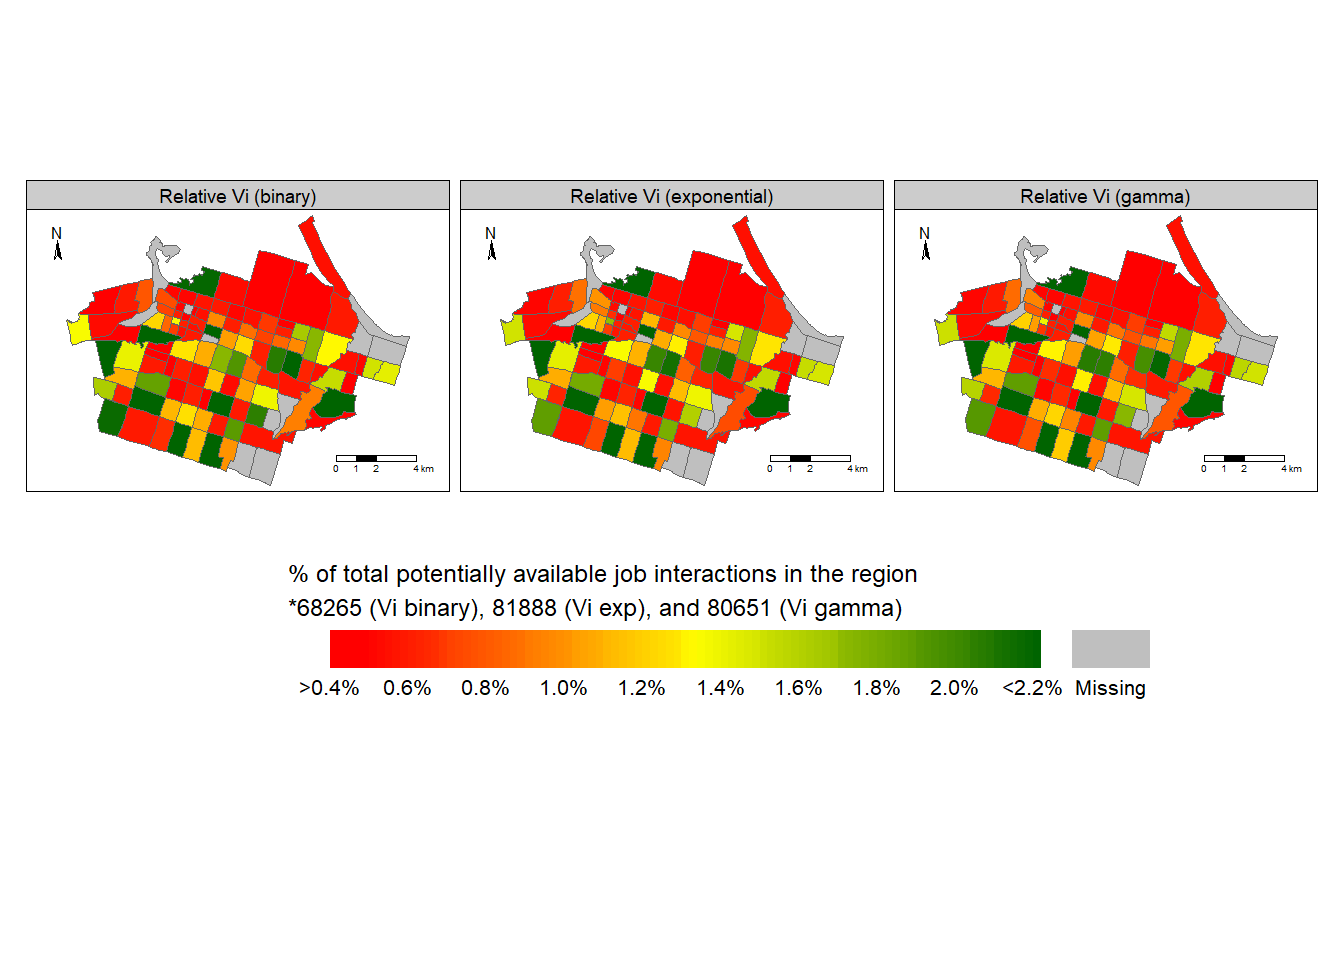 Relative Vi (binary)
Relative Vi (exponential)
Relative Vi (gamma)
N
N
N
0 1 2 4 km
0 1 2 4 km
0 1 2 4 km
% of total potentially available job interactions in the region
*68265 (Vi binary), 81888 (Vi exp), and 80651 (Vi gamma)
>0.4% 0.6% 0.8% 1.0% 1.2% 1.4% 1.6% 1.8% 2.0% <2.2% Missing